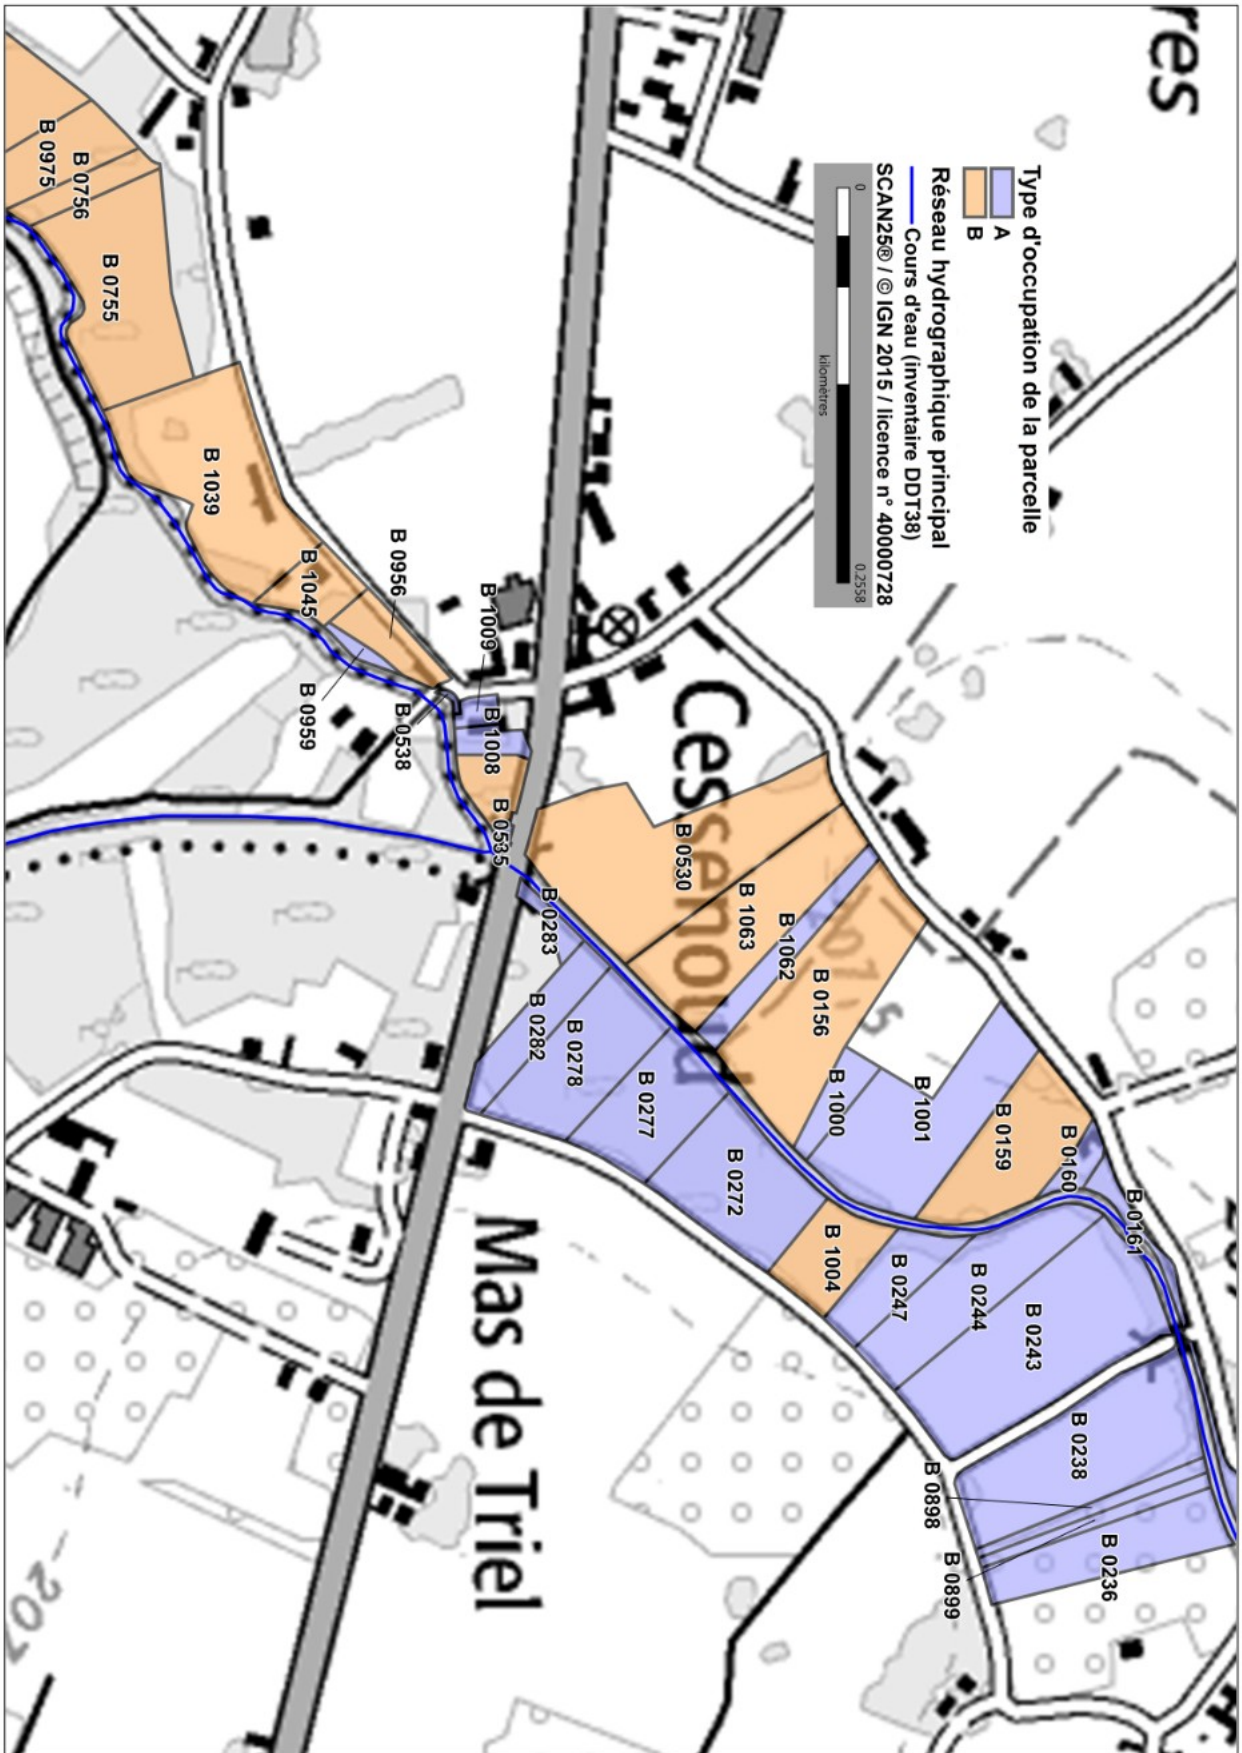 res
Type d'occupation de la parcelle
A
B
Réseau hydrographique principal
Cours d'eau (inventaire DDT38)
SCAN25® / © IGN 2015 / licence n° 40000728
0
0.2558
kilomètres
Cessenoud
Mas de Triel
B 0975
B 0756
B 0755
B 1039
B 1045
B 0956
B 0959
B 0538
B 1009
B 1008
B 0535
B 0283
B 0530
B 1063
B 1062
B 0156
B 0282
B 0278
B 0277
B 0272
B 1000
B 1001
B 0159
B 0160
B 0161
B 1004
B 0247
B 0244
B 0243
B 0238
B 0898
B 0899
B 0236